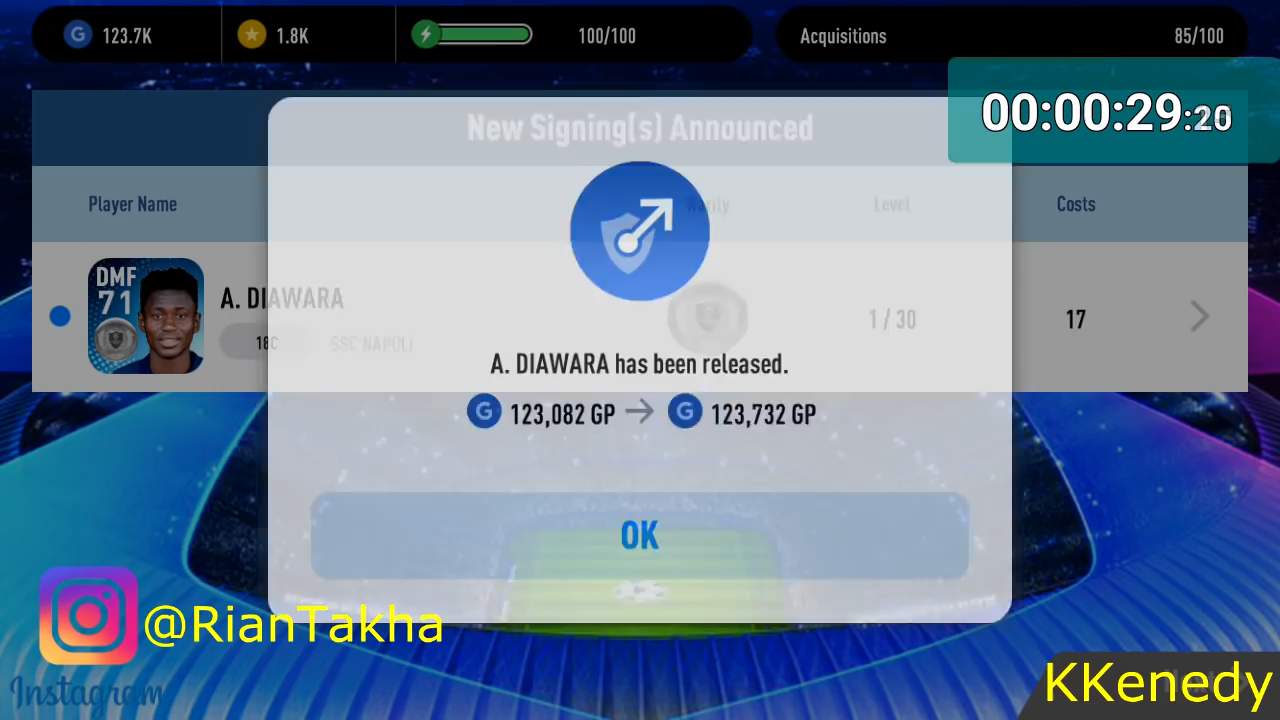 G 123.7K 1.8K 100/100 Acquisitions 85/100
00:00:29:20
New Signing(s) Announced
Player Name Rarity Level Costs
DMF
71
A. DIAWARA
1 / 30 17
18C SSC NAPOLI
A. DIAWARA has been released.
G 123,082 GP → G 123,732 GP
OK
@RianTakha
Instagram
KKenedy